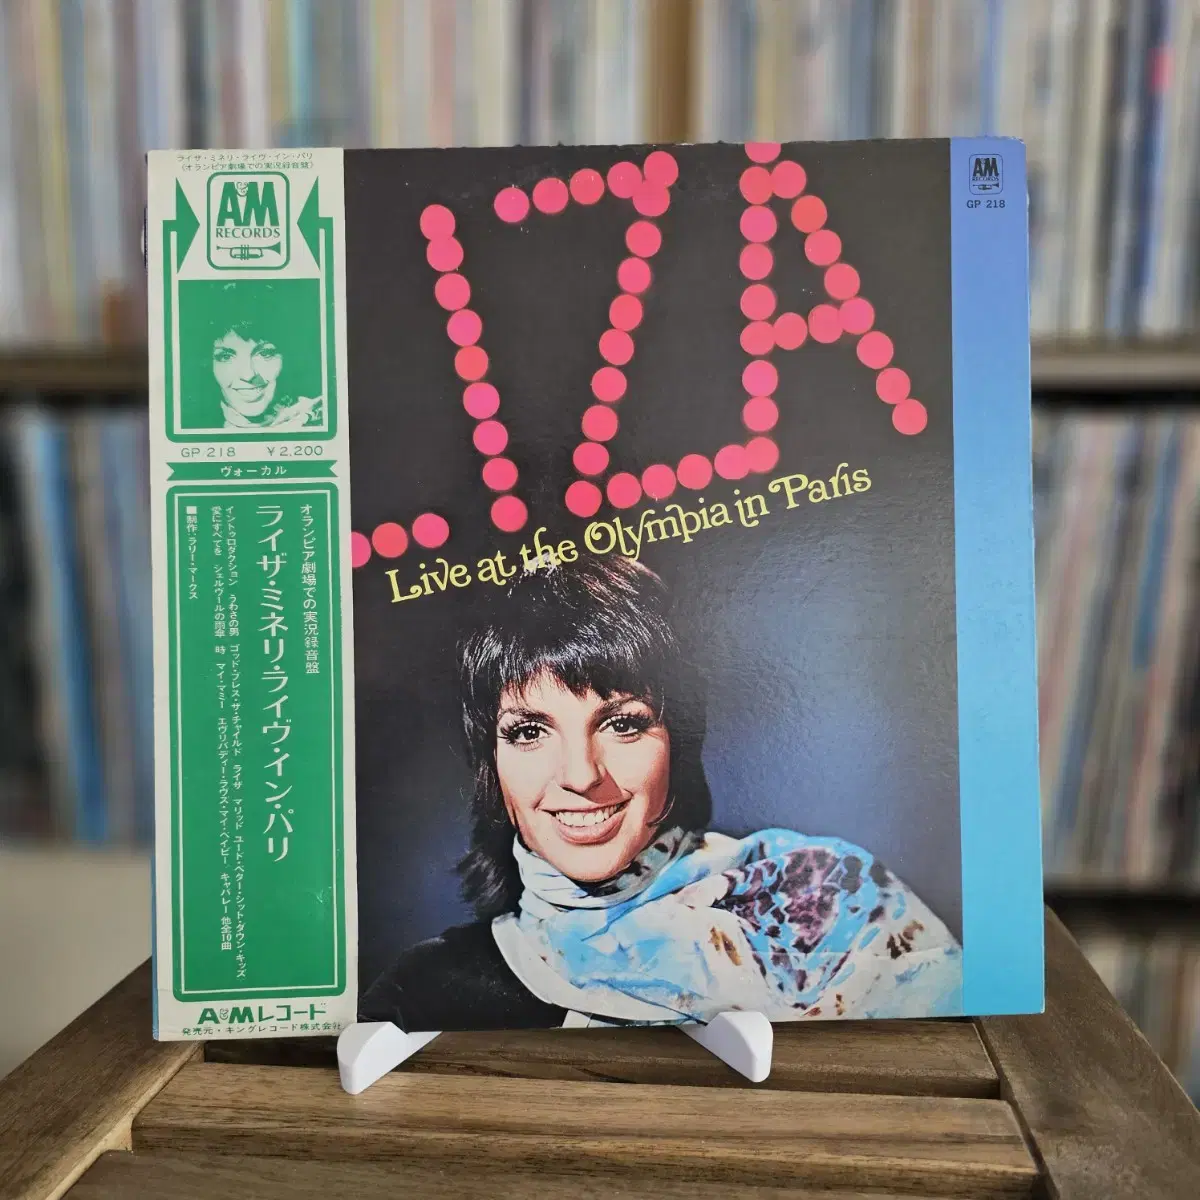 ライザ・ミネリ・ライヴ・イン・パリ
(オランピア劇場での実況録音盤)
A&M
RECORDS
GP 218 ￥2,200
ヴォーカル
オランピア劇場での実況録音盤
ライザ・ミネリ・ライヴ・イン・パリ
イントゥロダクション うわさの男 ゴッド・ブレス・ザ・チャイルド ライザ マリッド ユード・ベター・シット・ダウン・キッズ
愛にすべてを シェルヴールの雨傘 時 マイ・マミー エヴリバディー・ラヴズ・マイ・ベイビー キャバレー 他全10曲
■制作：ラリー・マークス
A&Mレコード
発売元・キングレコード株式会社
LIZA
Live at the Olympia in Paris
A&M
RECORDS
GP 218